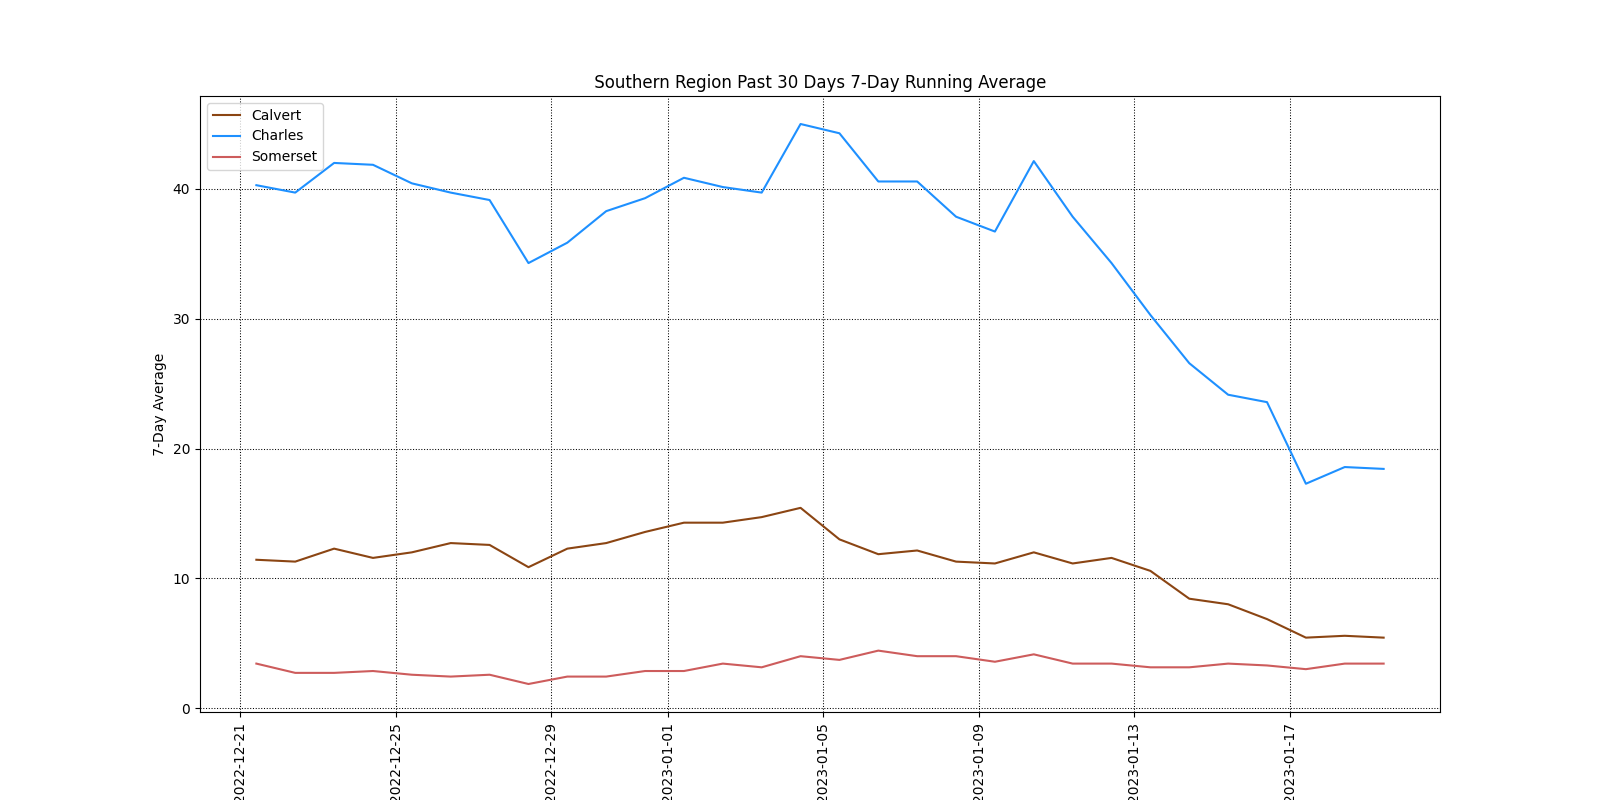 Southern Region Past 30 Days 7-Day Running Average
Calvert
Charles
Somerset
7-Day Average
40
30
20
10
0
2022-12-21
2022-12-25
2022-12-29
2023-01-01
2023-01-05
2023-01-09
2023-01-13
2023-01-17